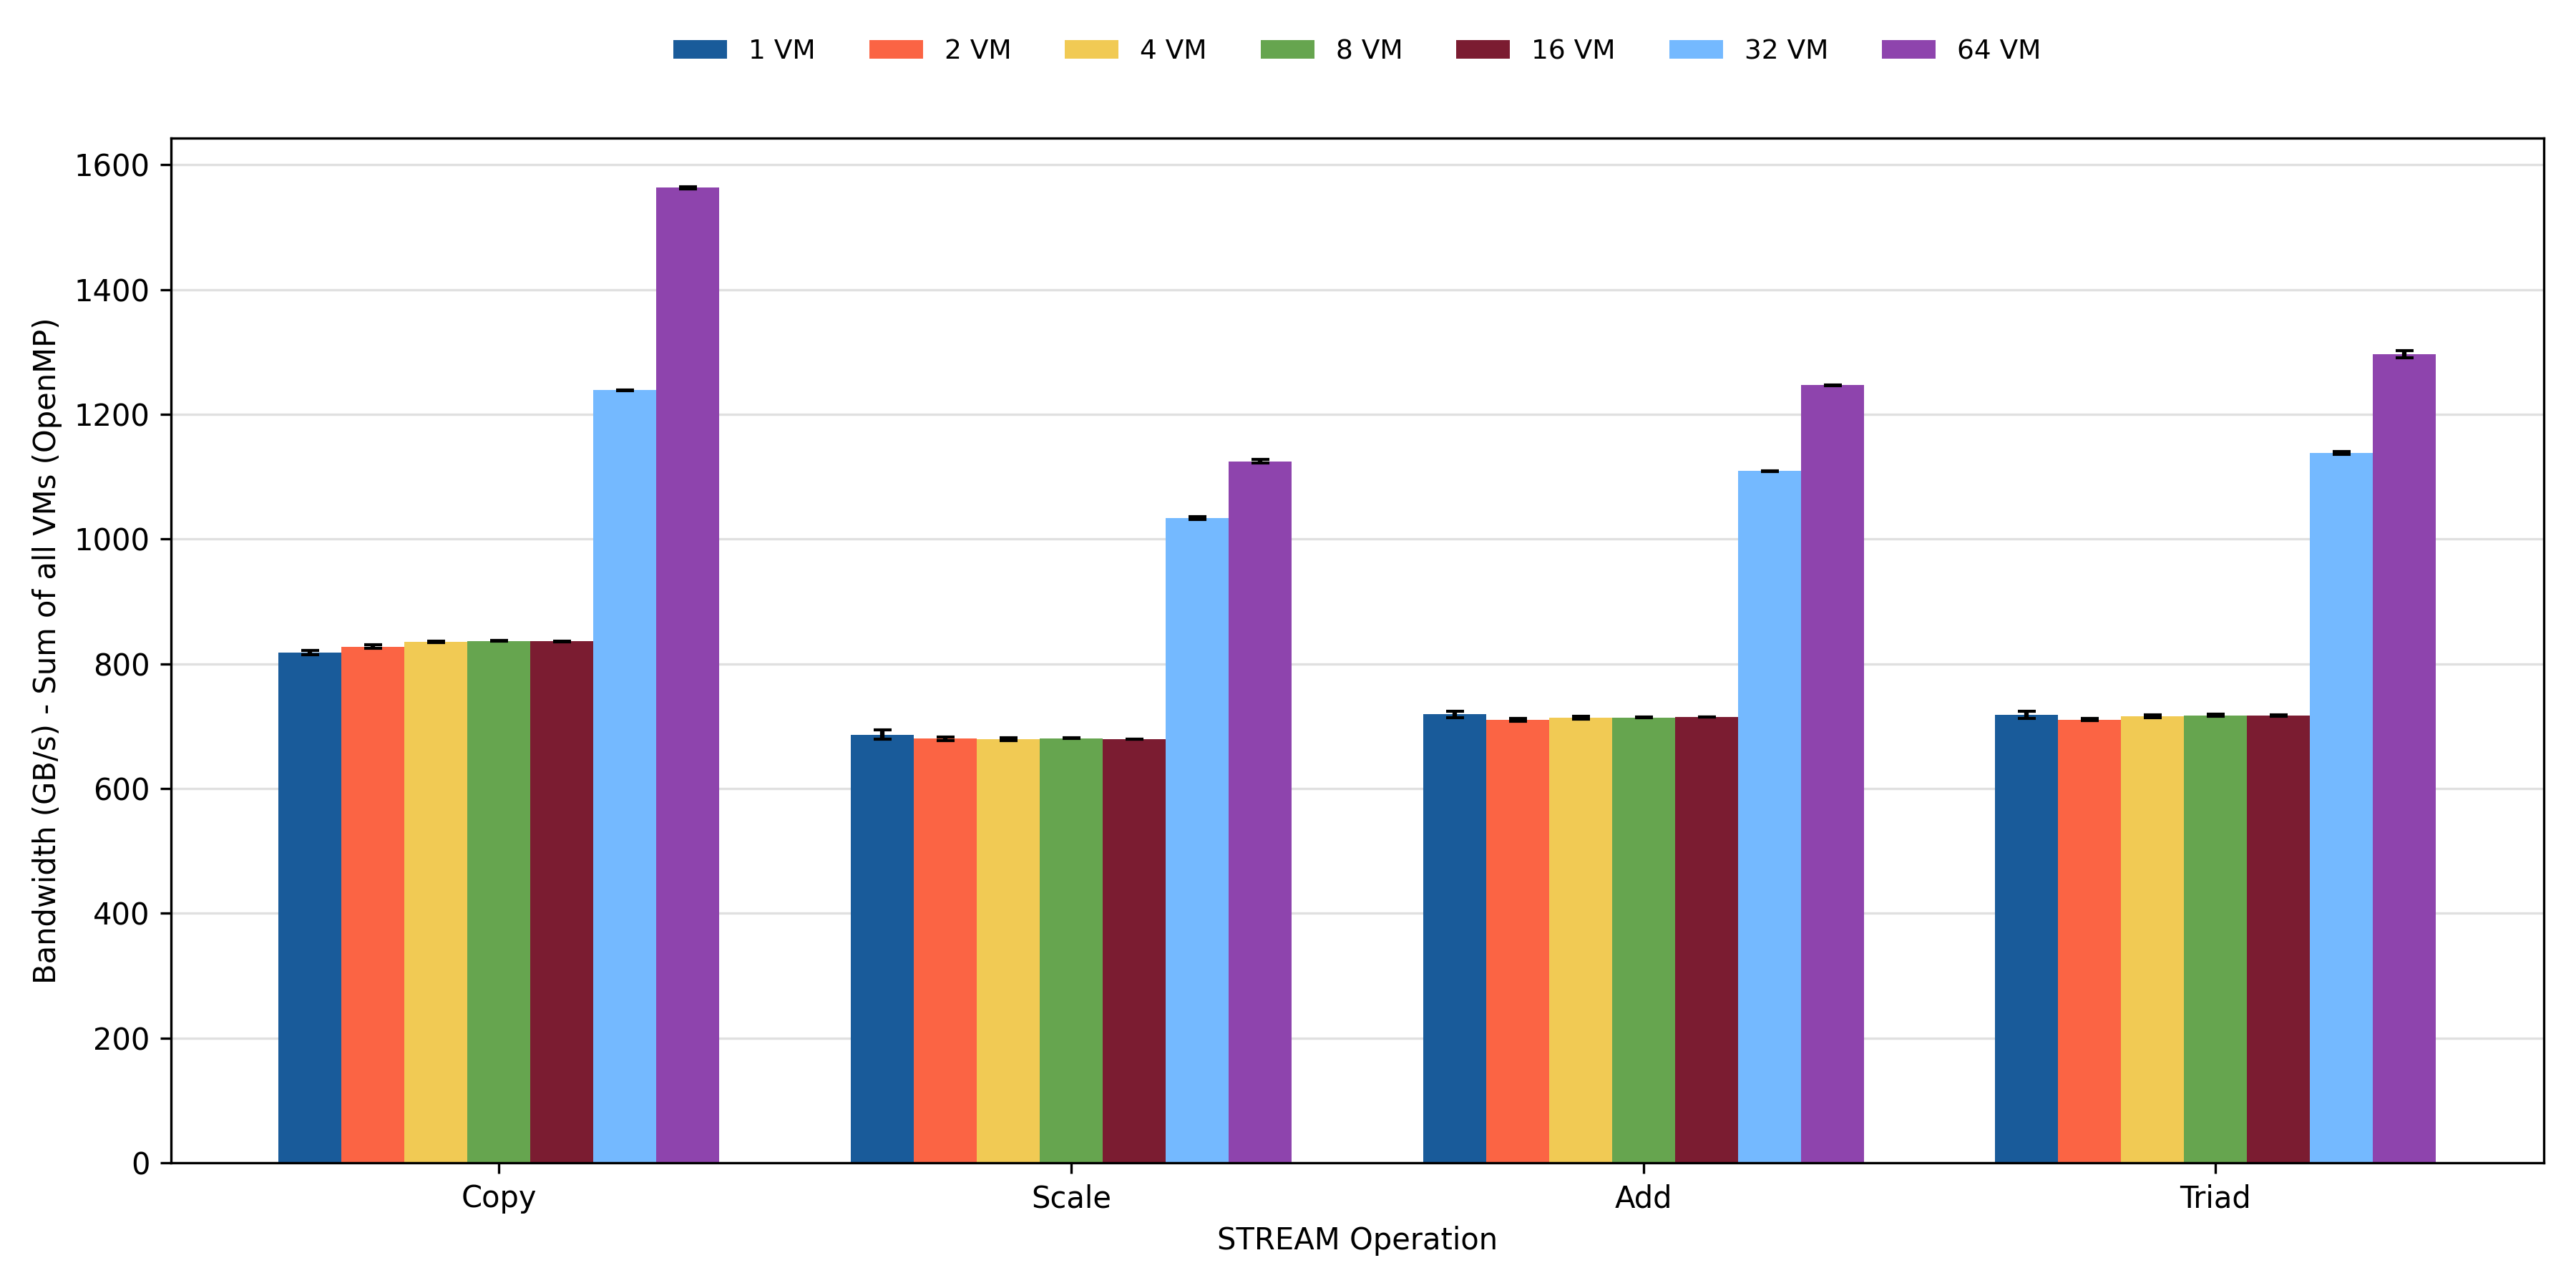 1 VM 2 VM 4 VM 8 VM 16 VM 32 VM 64 VM
Bandwidth (GB/s) - Sum of all VMs (OpenMP)
1600
1400
1200
1000
800
600
400
200
0
Copy Scale Add Triad
STREAM Operation